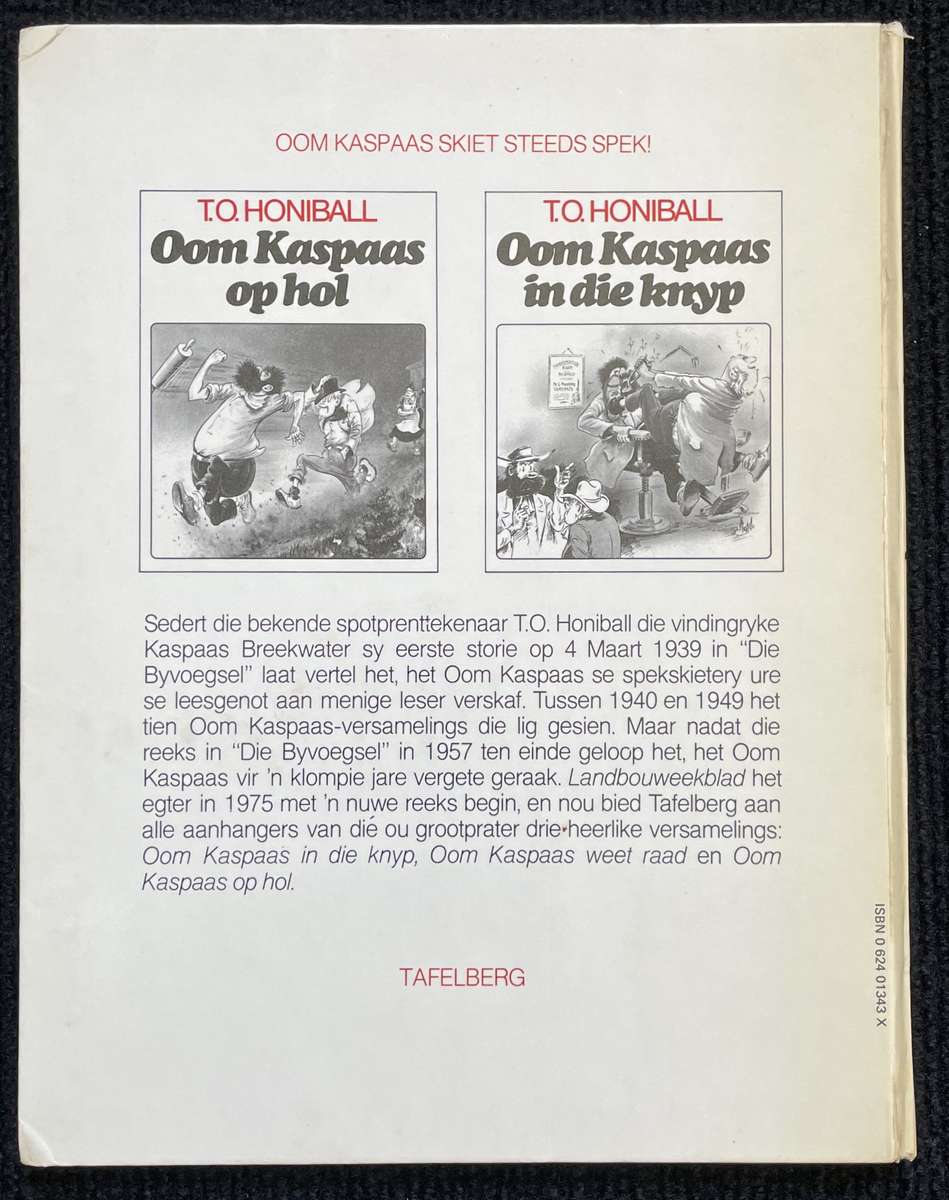 OOM KASPAAS SKIET STEEDS SPEK!
T.O. HONIBALL
Oom Kaspaas
op hol
T.O. HONIBALL
Oom Kaspaas
in die knyp
Sedert die bekende spotprenttekenaar T.O. Honiball die vindingryke
Kaspaas Breekwater sy eerste storie op 4 Maart 1939 in "Die
Byvoegsel" laat vertel het, het Oom Kaspaas se spekskietery ure
se leesgenot aan menige leser verskaf. Tussen 1940 en 1949 het
tien Oom Kaspaas-versamelings die lig gesien. Maar nadat die
reeks in "Die Byvoegsel" in 1957 ten einde geloop het, het Oom
Kaspaas vir 'n klompie jare vergete geraak. Landbouweekblad het
egter in 1975 met 'n nuwe reeks begin, en nou bied Tafelberg aan
alle aanhangers van dié ou grootprater drie heerlike versamelings:
Oom Kaspaas in die knyp, Oom Kaspaas weet raad en Oom
Kaspaas op hol.
TAFELBERG
ISBN 0 624 01343 X